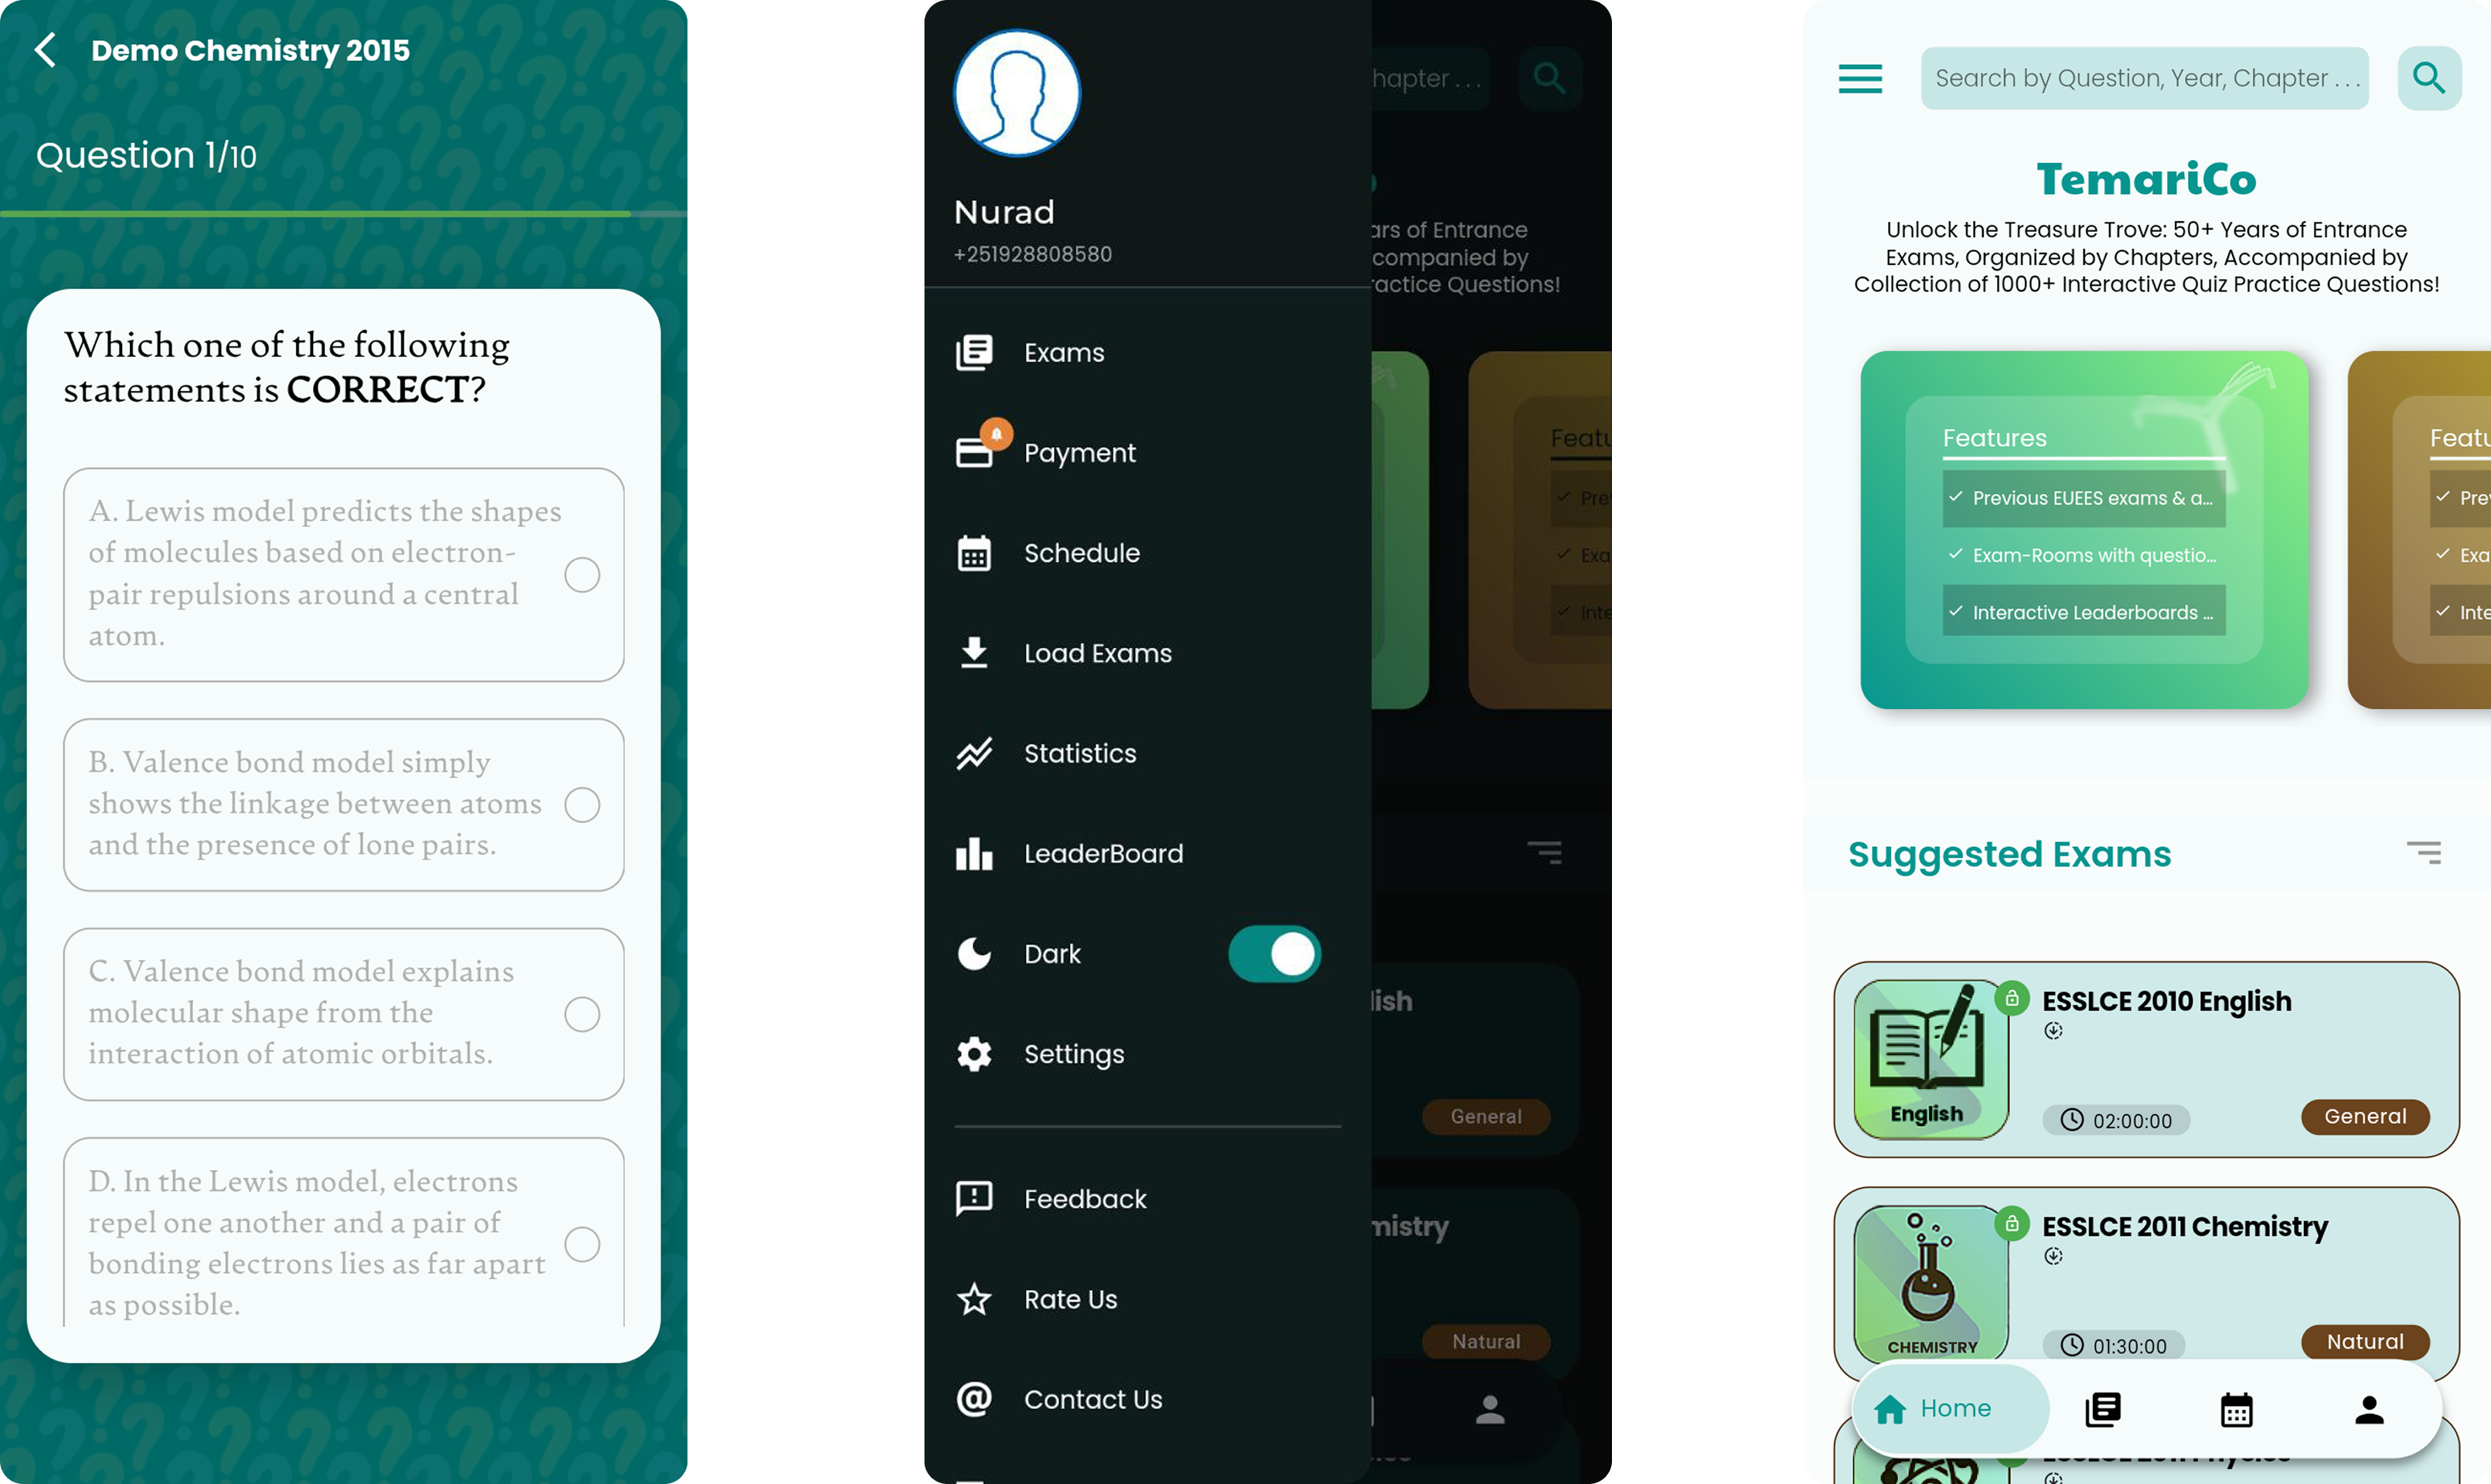 Demo Chemistry 2015
Question 1/10
Which one of the following
statements is CORRECT?
A. Lewis model predicts the shapes
of molecules based on electron-
pair repulsions around a central
atom.
B. Valence bond model simply
shows the linkage between atoms
and the presence of lone pairs.
C. Valence bond model explains
molecular shape from the
interaction of atomic orbitals.
D. In the Lewis model, electrons
repel one another and a pair of
bonding electrons lies as far apart
as possible.
Nurad
+251928808580
Exams
Payment
Schedule
Load Exams
Statistics
LeaderBoard
Dark
Settings
Feedback
Rate Us
@ Contact Us
hapter . . .
ars of Entrance
companied by
ractice Questions!
Featu
Prev
Exa
Inte
lish
General
mistry
Natural
Search by Question, Year, Chapter . . .
TemariCo
Unlock the Treasure Trove: 50+ Years of Entrance
Exams, Organized by Chapters, Accompanied by
Collection of 1000+ Interactive Quiz Practice Questions!
Features
Previous EUEES exams & a...
Exam-Rooms with questio...
Interactive Leaderboards ...
Featu
Prev
Exa
Inte
Suggested Exams
English
ESSLCE 2010 English
02:00:00
General
CHEMISTRY
ESSLCE 2011 Chemistry
01:30:00
Natural
Home